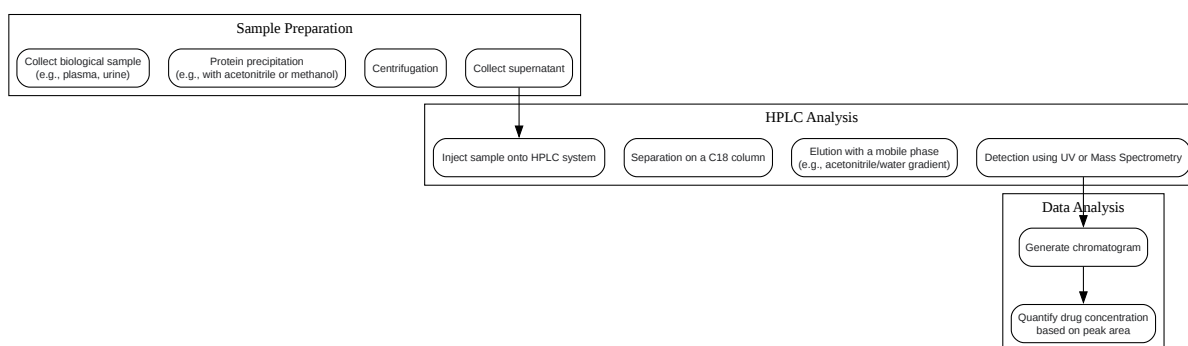 Sample Preparation
Collect biological sample
(e.g., plasma, urine)
Protein precipitation
(e.g., with acetonitrile or methanol)
Centrifugation
Collect supernatant
HPLC Analysis
Inject sample onto HPLC system
Separation on a C18 column
Elution with a mobile phase
(e.g., acetonitrile/water gradient)
Detection using UV or Mass Spectrometry
Data Analysis
Generate chromatogram
Quantify drug concentration
based on peak area